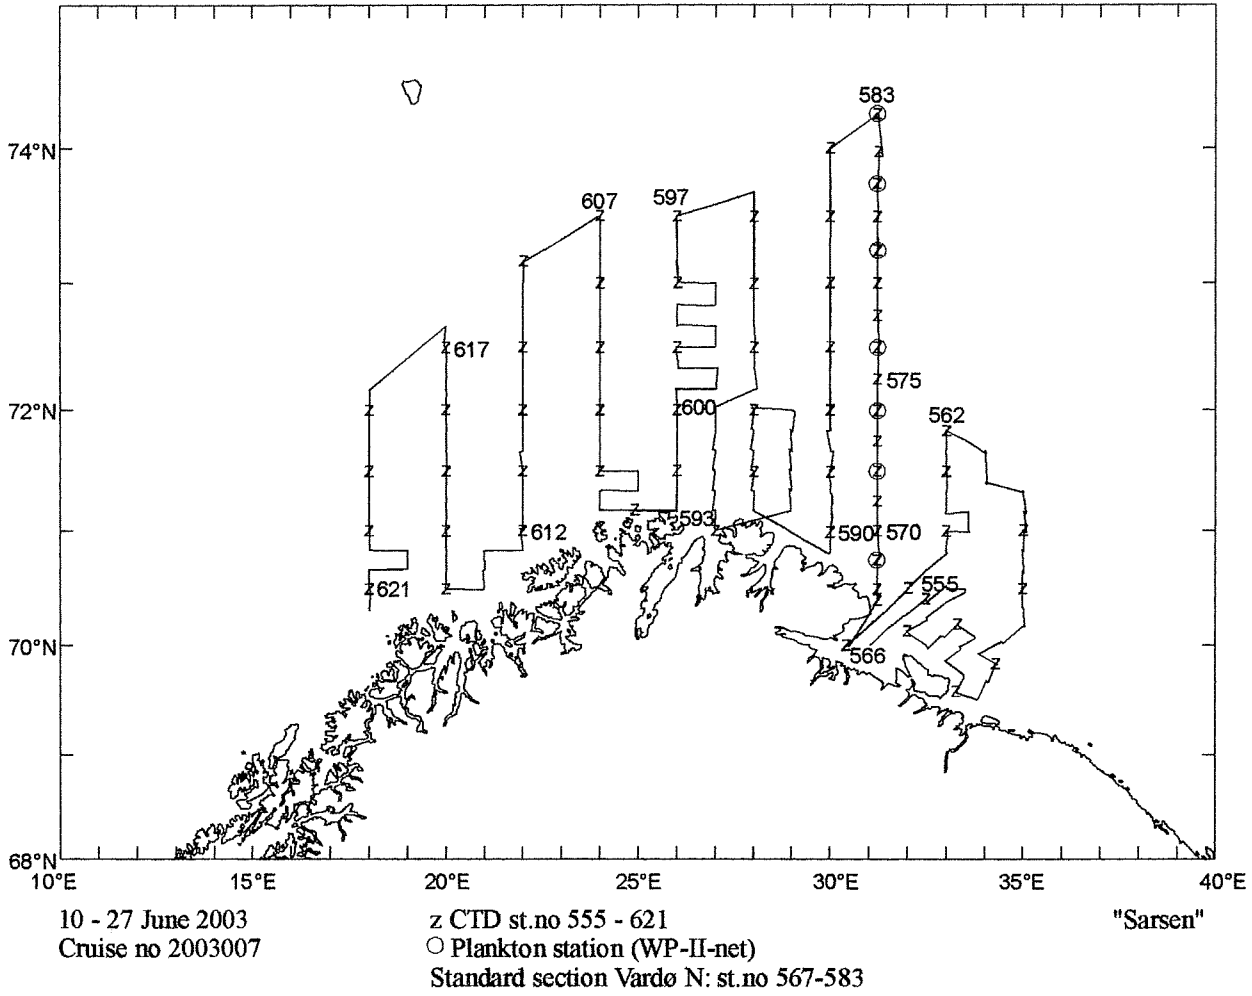 583
74°N
607
597
617
575
72°N
600
562
593
612
590
570
621
555
70°N
566
68°N
10°E 15°E 20°E 25°E 30°E 35°E 40°E
10 - 27 June 2003
Cruise no 2003007
z CTD st.no 555 - 621
○ Plankton station (WP-II-net)
Standard section Vardø N: st.no 567-583
"Sarsen"